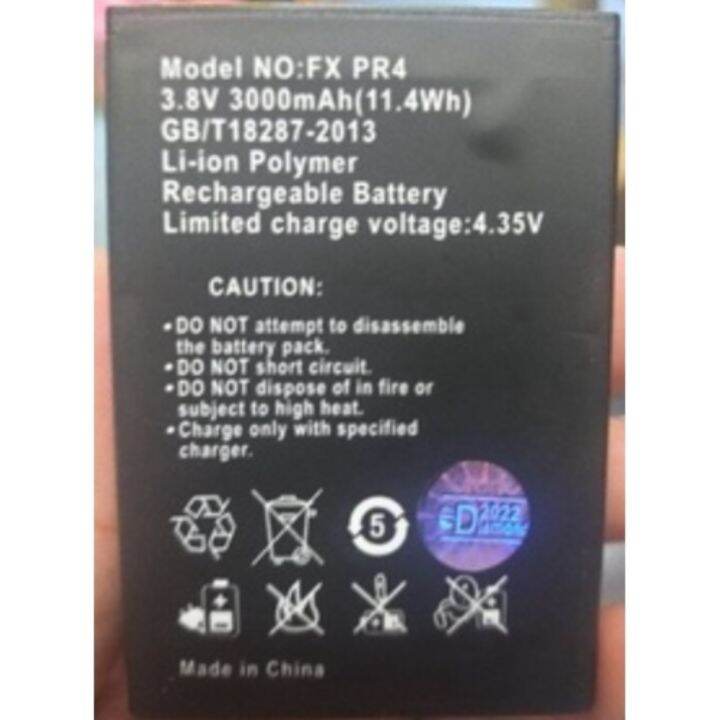 Model NO:FX PR4
3.8V 3000mAh(11.4Wh)
GB/T18287-2013
Li-ion Polymer
Rechargeable Battery
Limited charge voltage:4.35V
CAUTION:
•DO NOT attempt to disassemble
the battery pack.
•DO NOT short circuit.
•DO NOT dispose of in fire or
subject to high heat.
•Charge only with specified
charger.
5
D 2022
Made in China